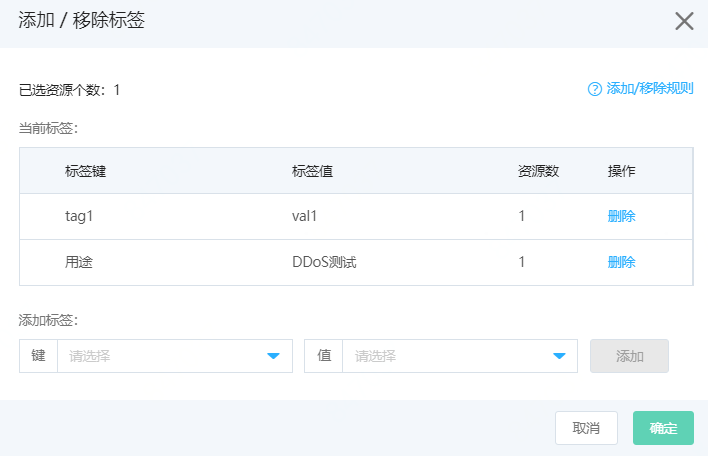 添加 / 移除标签
已选资源个数：1
添加/移除规则
当前标签：
标签键 标签值 资源数 操作
tag1 val1 1 删除
用途 DDoS测试 1 删除
添加标签：
键 请选择 值 请选择 添加
取消 确定